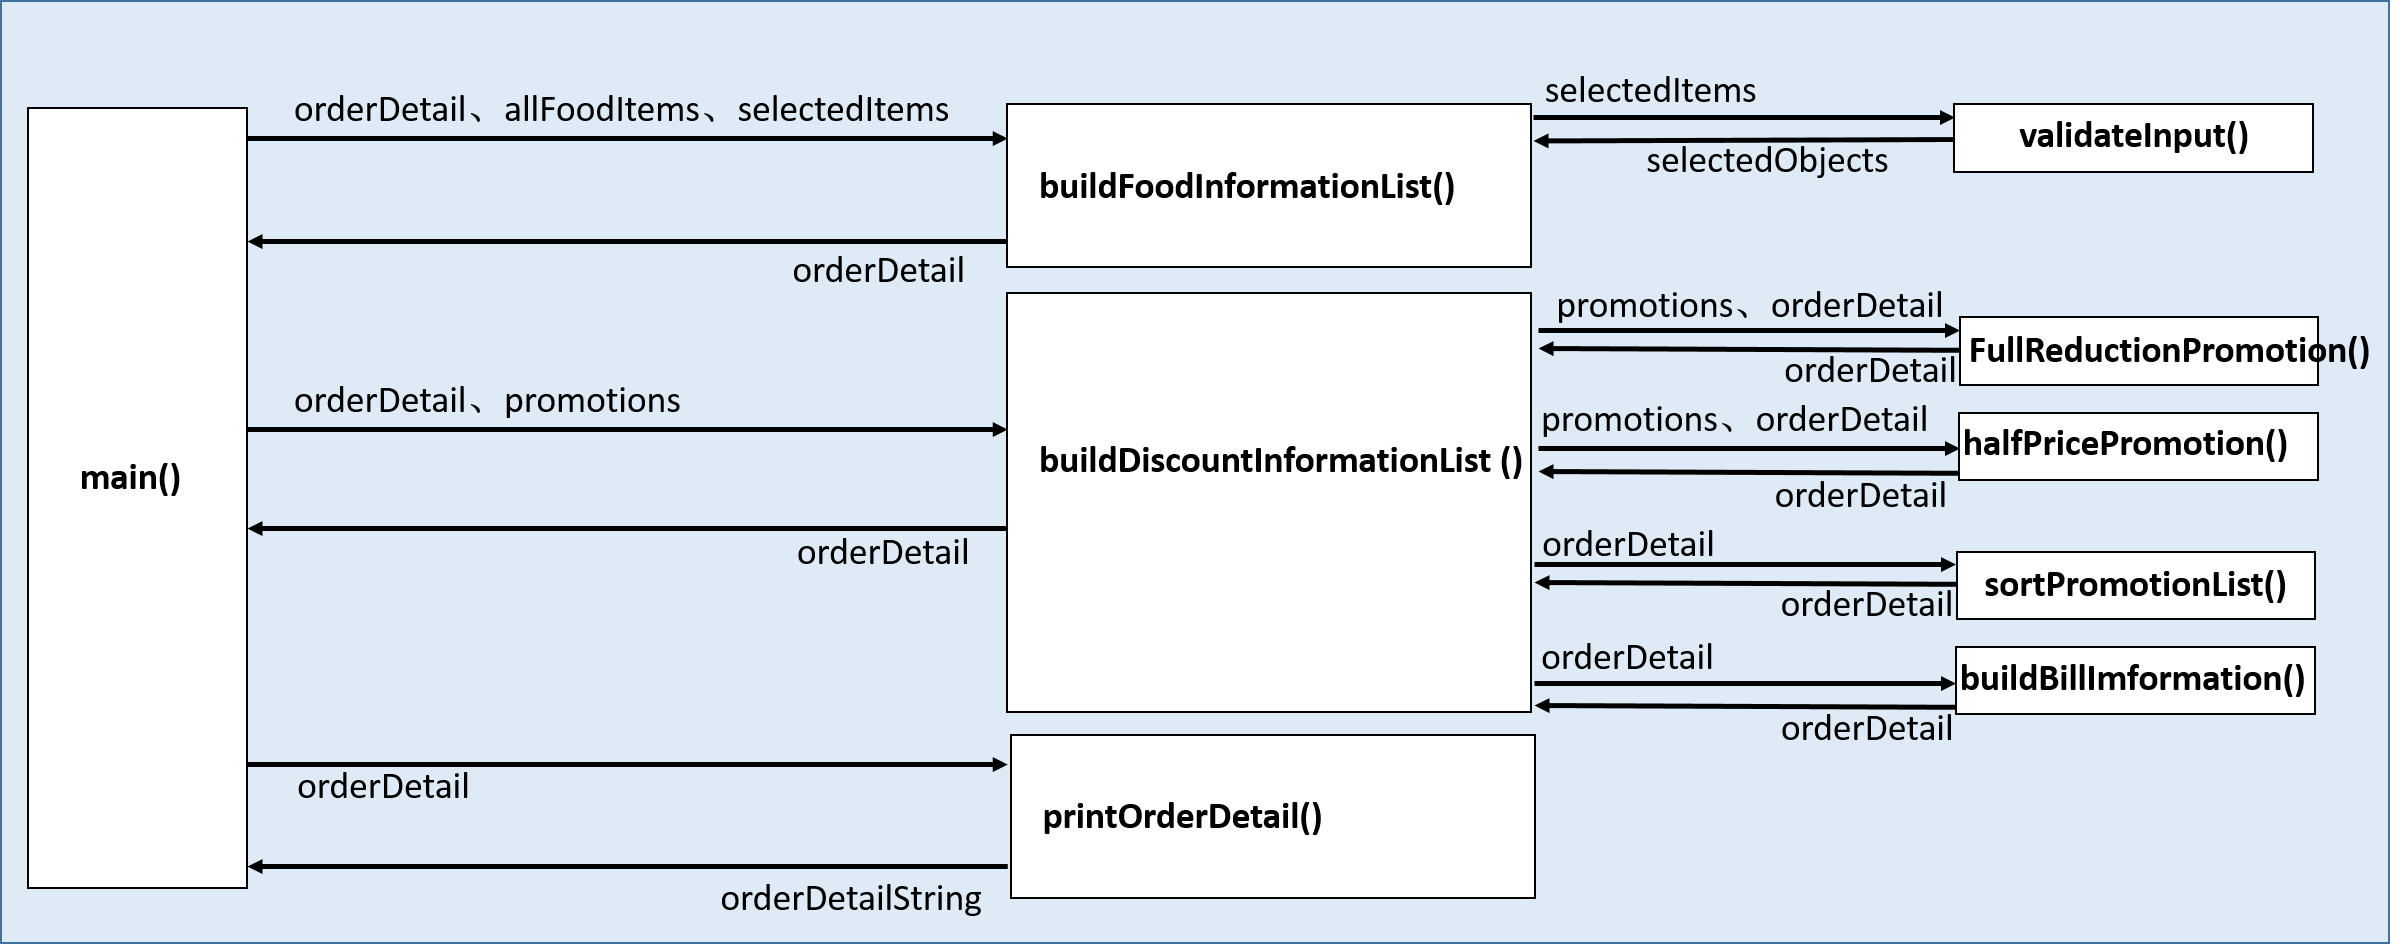 main()
orderDetail、allFoodItems、selectedItems
orderDetail
buildFoodInformationList()
selectedItems
selectedObjects
validateInput()
orderDetail、promotions
orderDetail
buildDiscountInformationList ()
promotions、orderDetail
orderDetail
FullReductionPromotion()
promotions、orderDetail
orderDetail
halfPricePromotion()
orderDetail
orderDetail
sortPromotionList()
orderDetail
orderDetail
buildBillImformation()
orderDetail
orderDetailString
printOrderDetail()